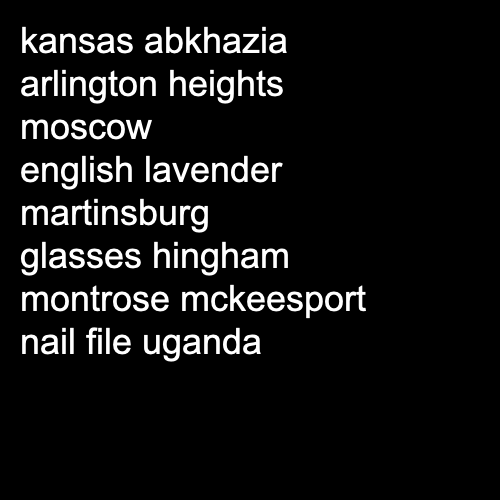 kansas abkhazia
arlington heights
moscow
english lavender
martinsburg
glasses hingham
montrose mckeesport
nail file uganda